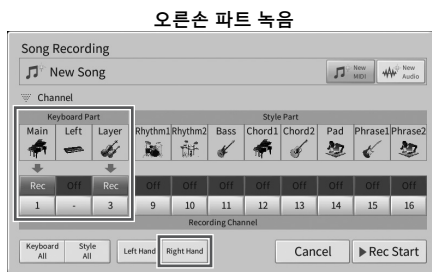 오른손 파트 녹음
Song Recording
New Song
New MIDI
New Audio
Channel
Keyboard Part Style Part
Main Left Layer Rhythm1 Rhythm2 Bass Chord1 Chord2 Pad Phrase1 Phrase2
Rec Off Rec Off Off Off Off Off Off Off Off
1 - 3 9 10 11 12 13 14 15 16
Recording Channel
Keyboard All Style All Left Hand Right Hand Cancel ▶Rec Start